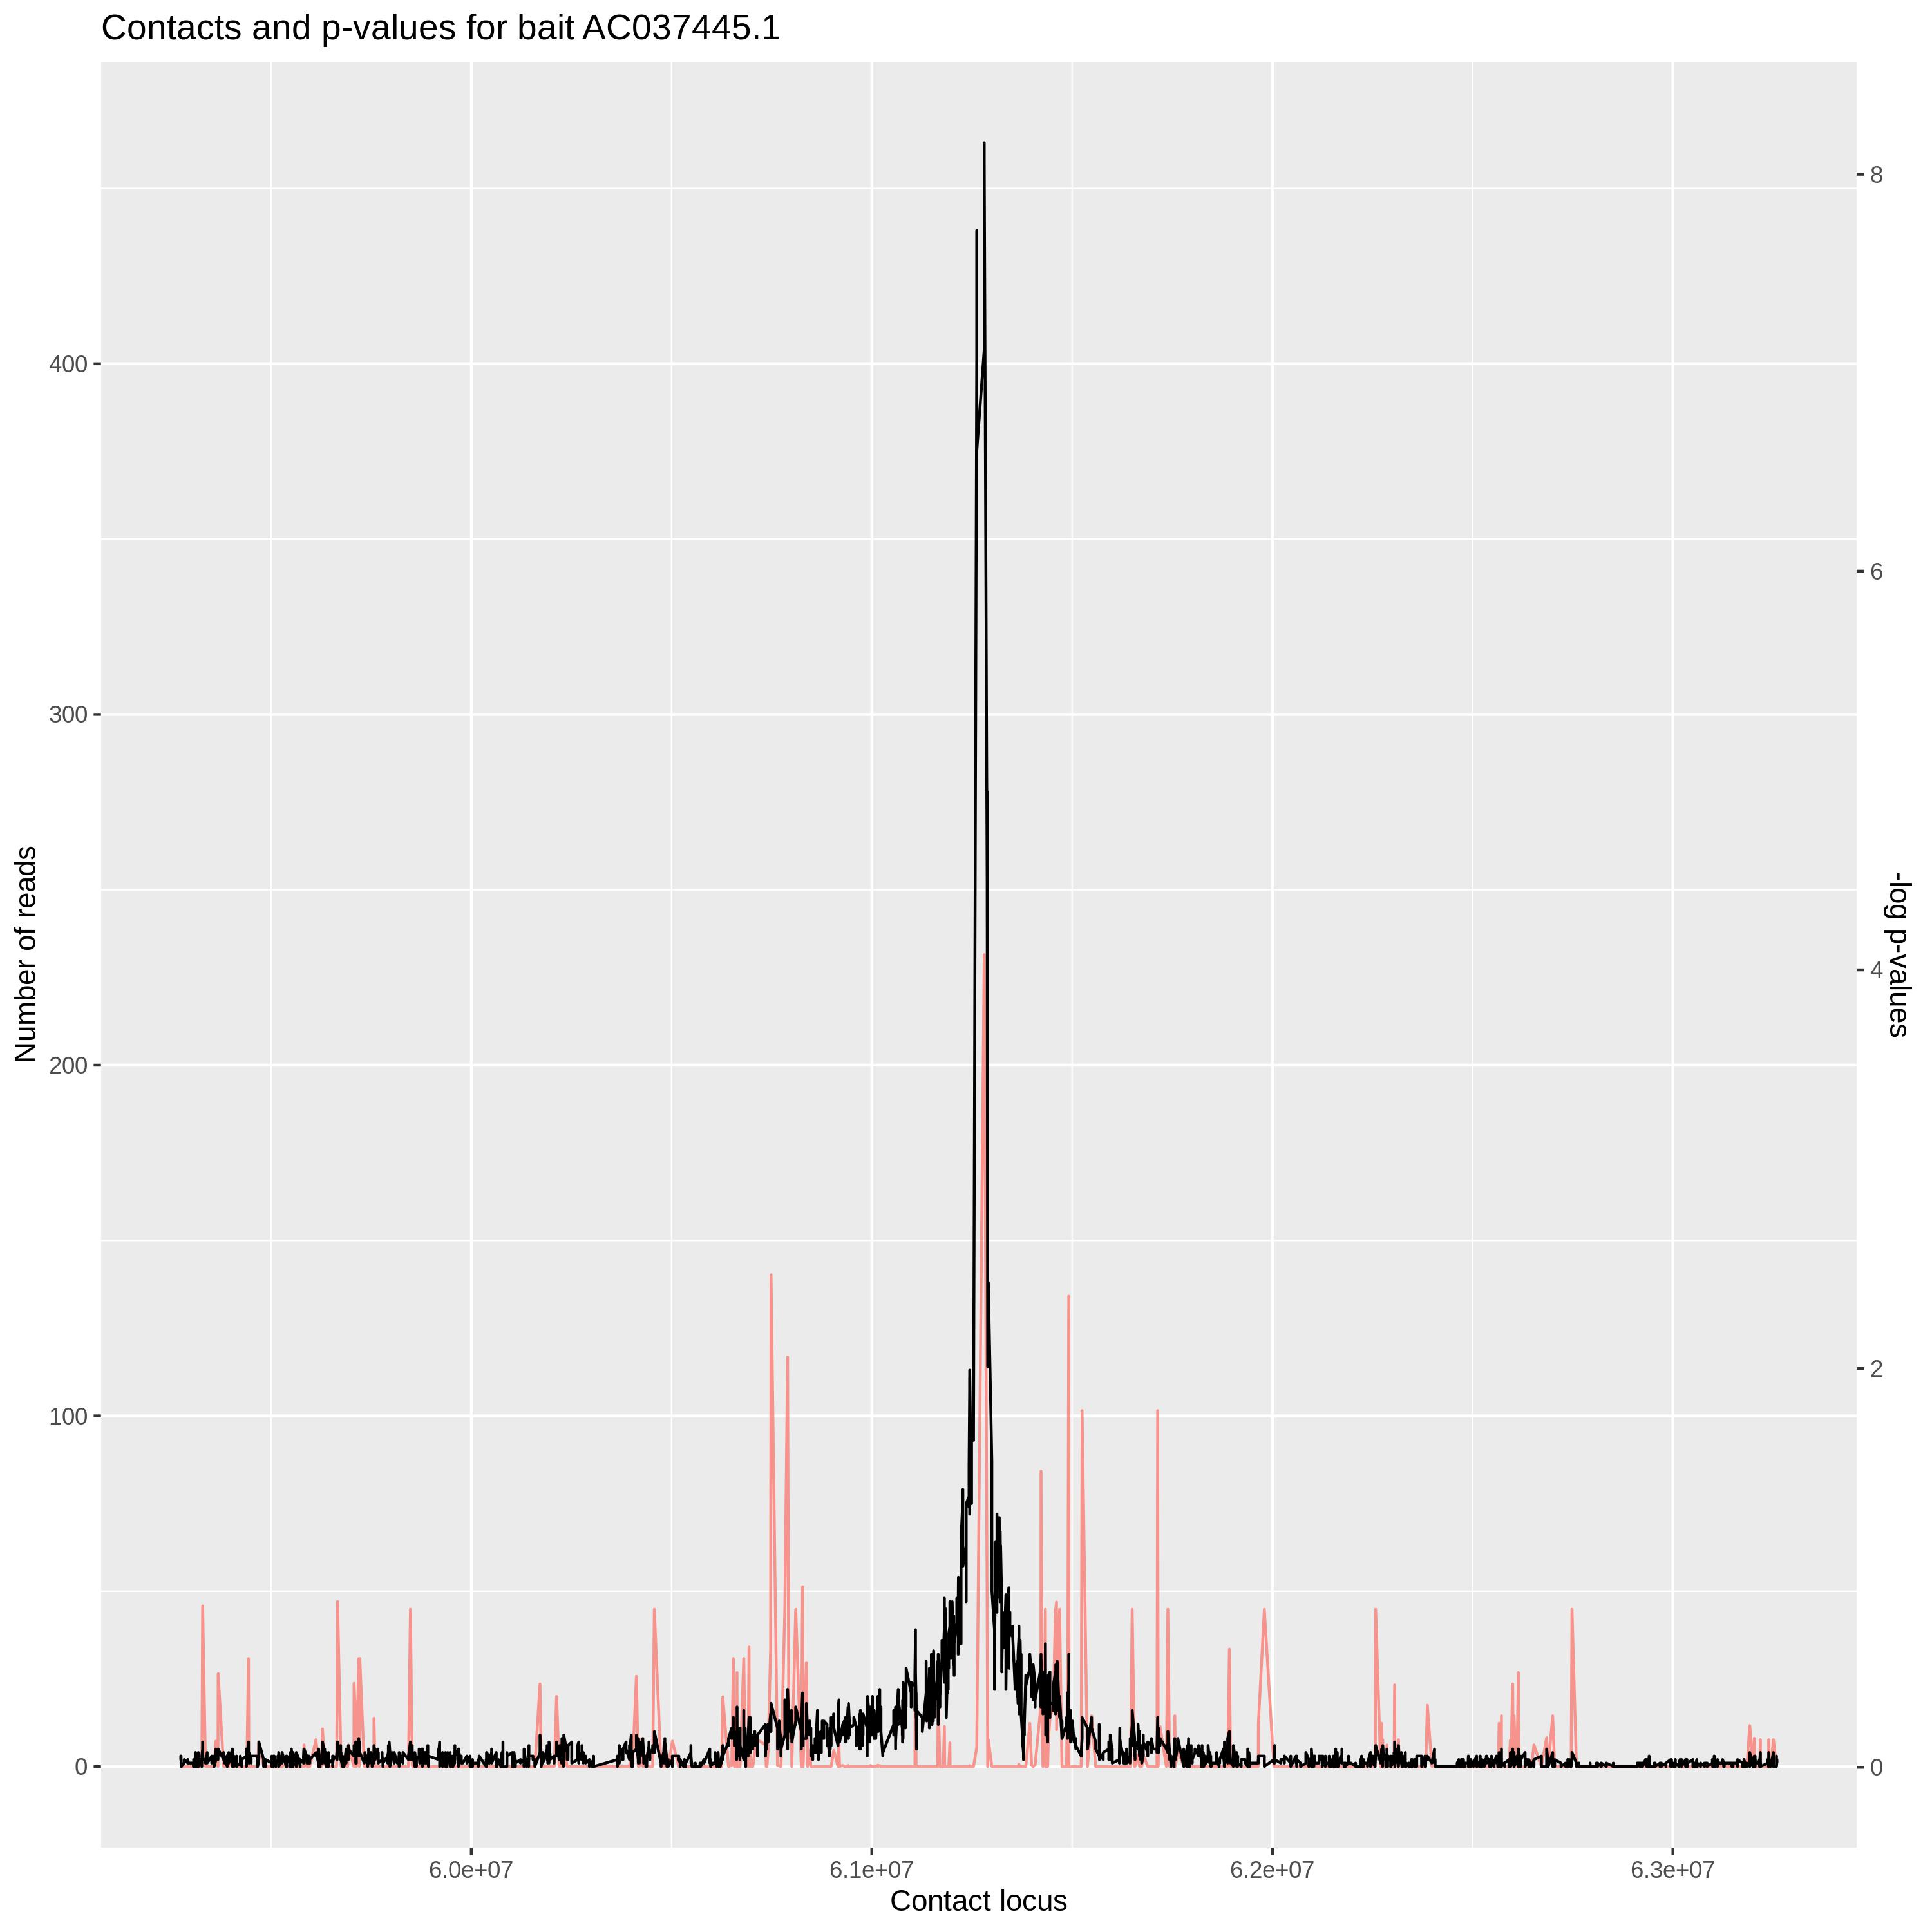 Contacts and p-values for bait AC037445.1
Number of reads
400
300
200
100
0
8
6
4
2
0
-log p-values
6.0e+07
6.1e+07
6.2e+07
6.3e+07
Contact locus